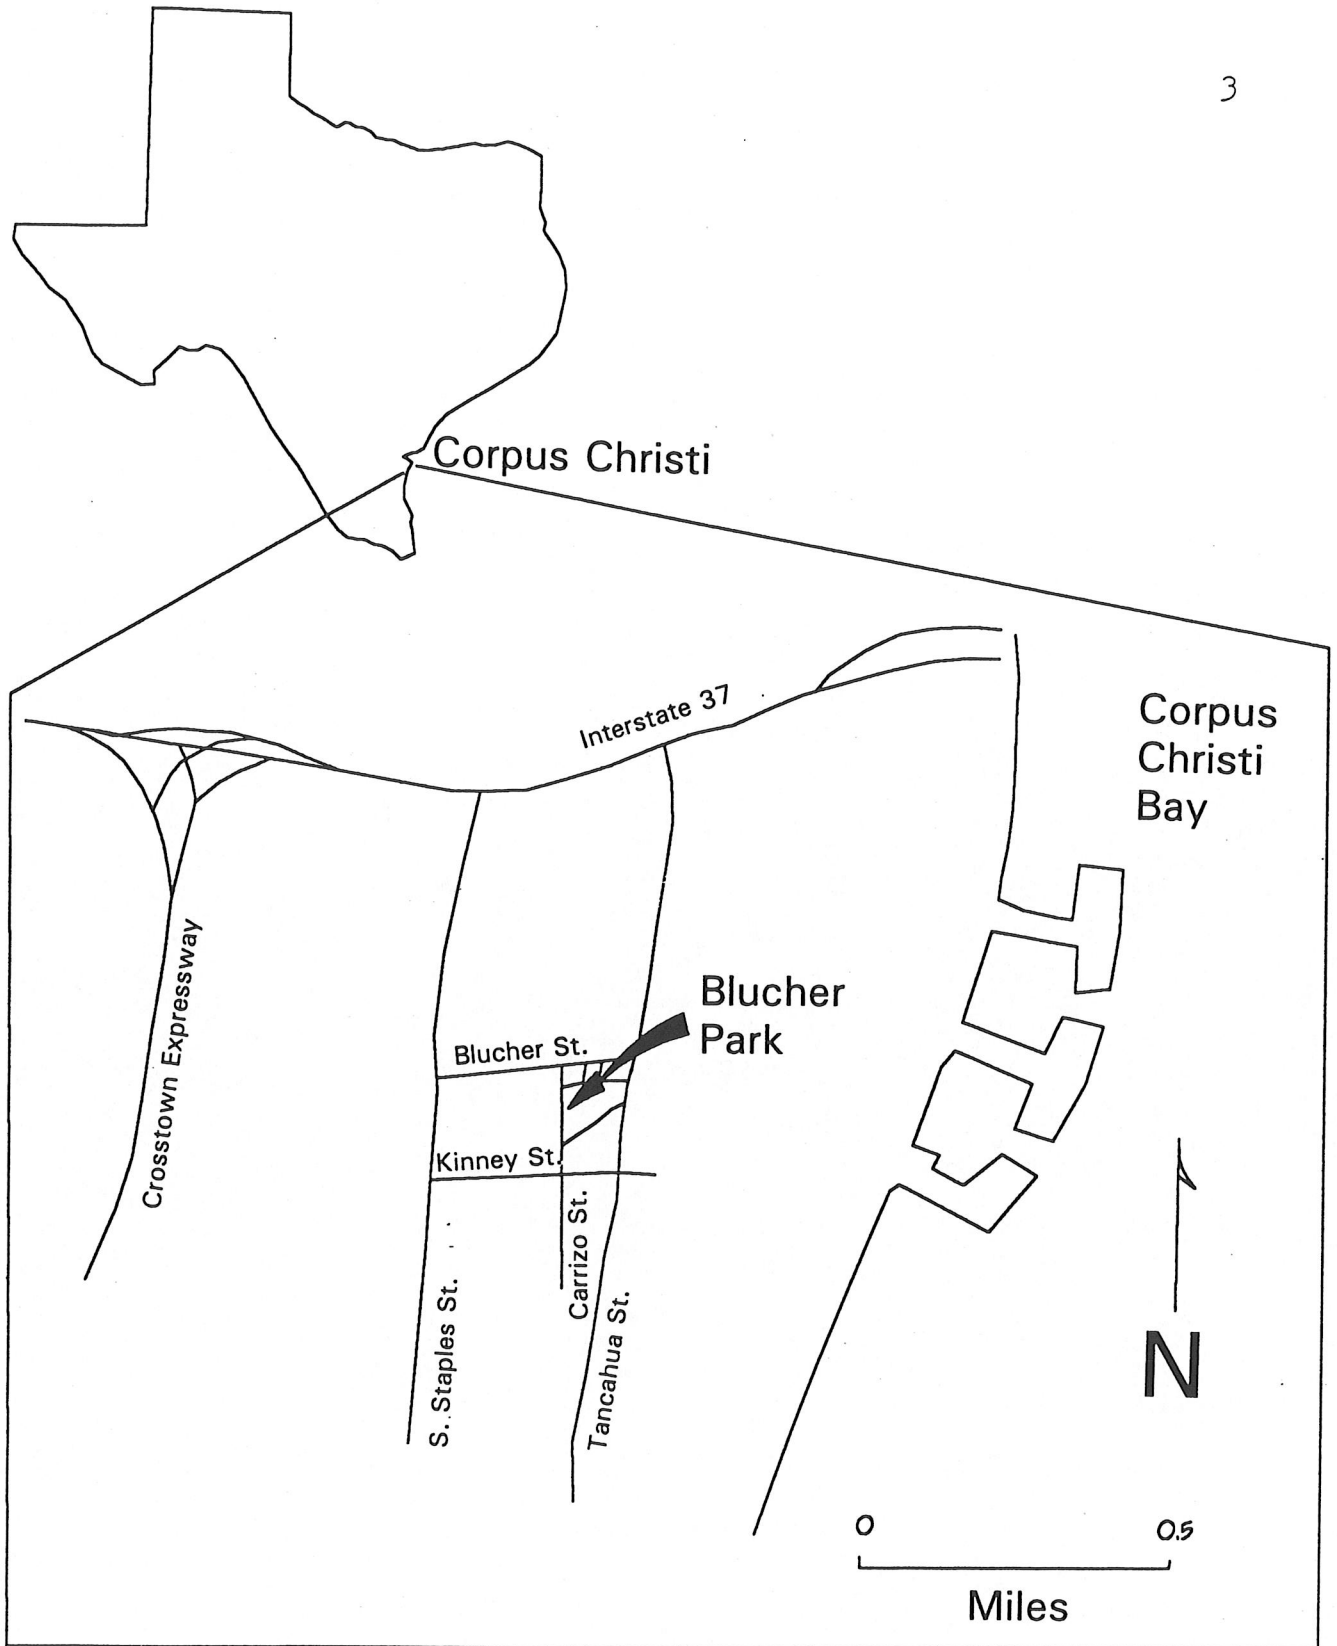 3
Corpus Christi
Interstate 37
Corpus
Christi
Bay
Crosstown Expressway
Blucher
Park
Blucher St.
Kinney St.
Carrizo St.
S. Staples St.
Tancahua St.
N
0 0.5
Miles